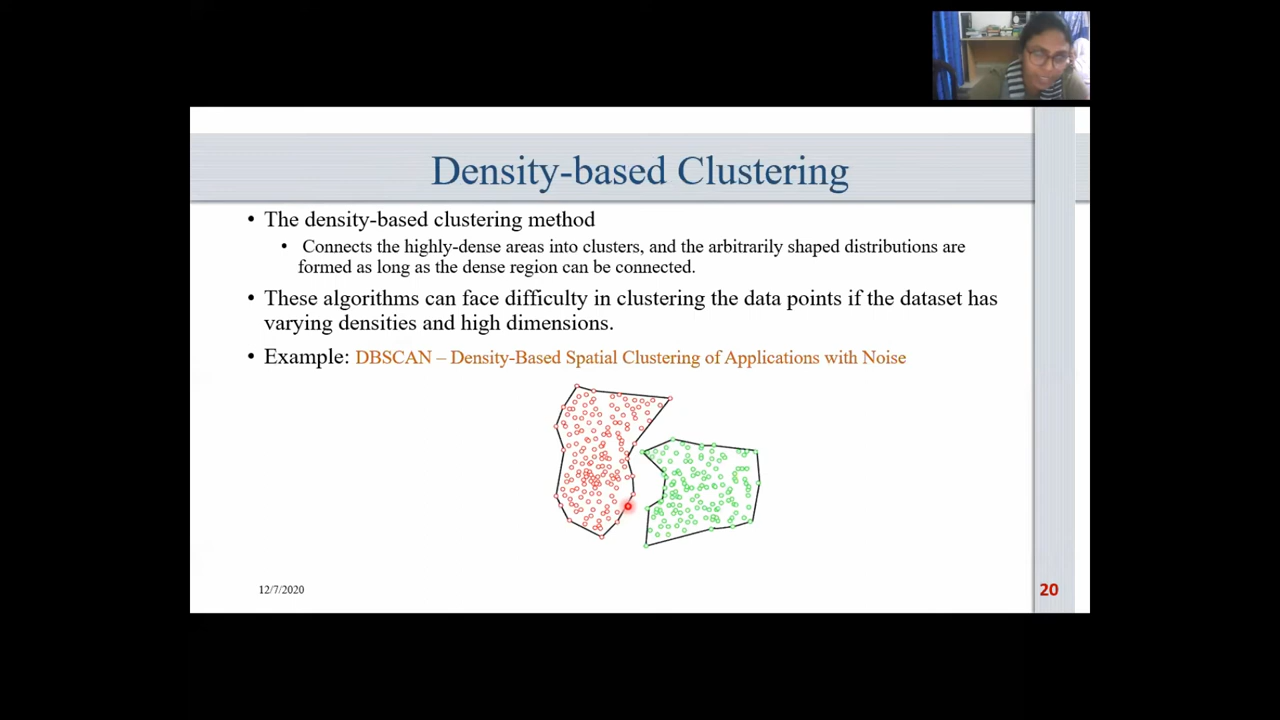 Density-based Clustering
• The density-based clustering method
• Connects the highly-dense areas into clusters, and the arbitrarily shaped distributions are
formed as long as the dense region can be connected.
• These algorithms can face difficulty in clustering the data points if the dataset has
varying densities and high dimensions.
• Example: DBSCAN – Density-Based Spatial Clustering of Applications with Noise
12/7/2020
20